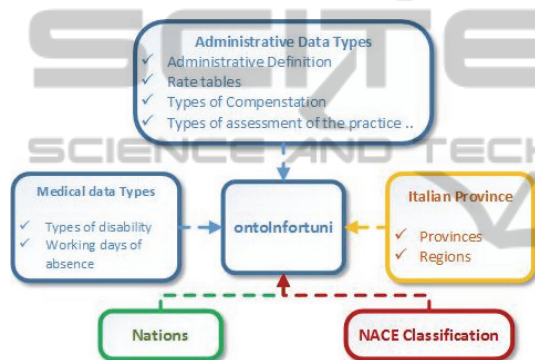 SCITE
Administrative Data Types
✓ Administrative Definition
✓ Rate tables
✓ Types of Compenstation
✓ Types of assessment of the practice ..
SCIENCE AND TECH
Medical data Types
✓ Types of disability
✓ Working days of
absence
ontoInfortuni
Italian Province
✓ Provinces
✓ Regions
Nations
NACE Classification